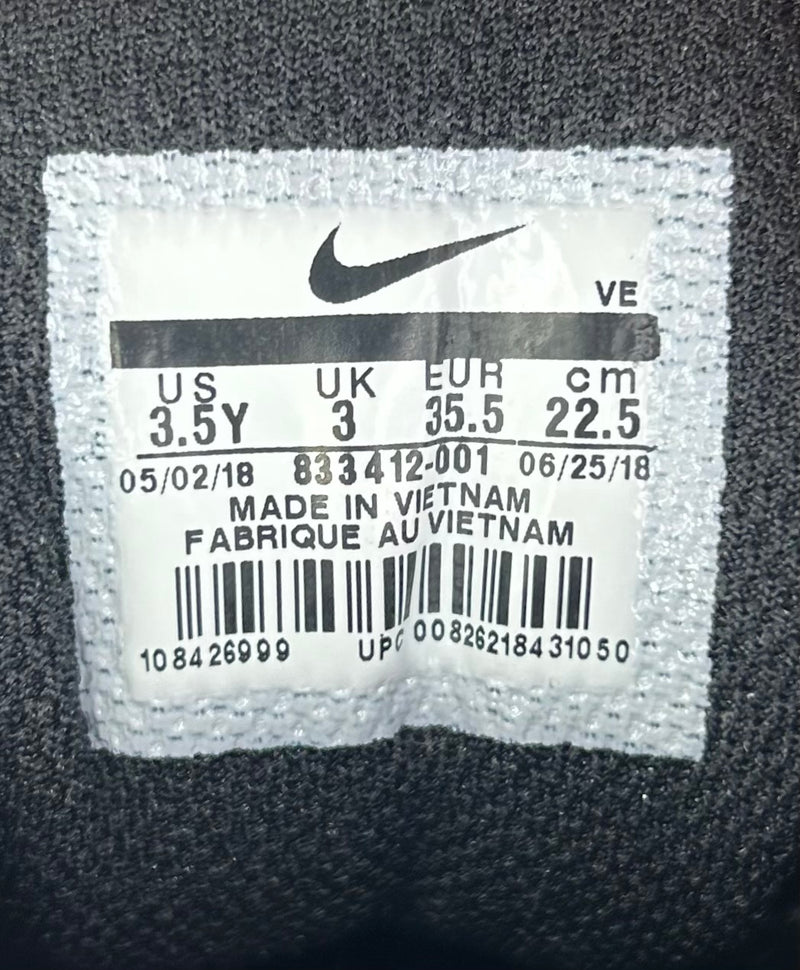 VE
US UK EUR cm
3.5Y 3 35.5 22.5
05/02/18 833412-001 06/25/18
MADE IN VIETNAM
FABRIQUE AU VIETNAM
108426999 UPC 00826218431050